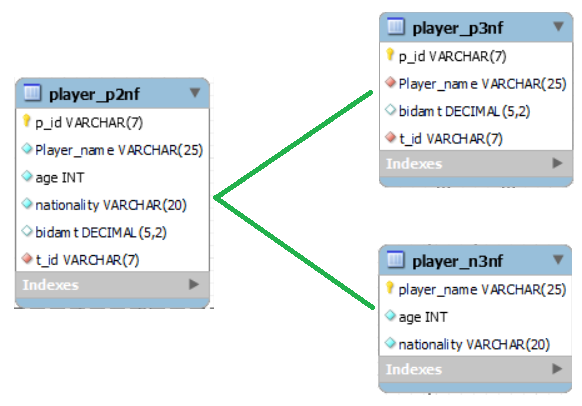 player_p2nf
p_id VARCHAR(7)
Player_name VARCHAR(25)
age INT
nationality VARCHAR(20)
bidamt DECIMAL(5,2)
t_id VARCHAR(7)
Indexes
player_p3nf
p_id VARCHAR(7)
Player_name VARCHAR(25)
bidamt DECIMAL(5,2)
t_id VARCHAR(7)
Indexes
player_n3nf
player_name VARCHAR(25)
age INT
nationality VARCHAR(20)
Indexes